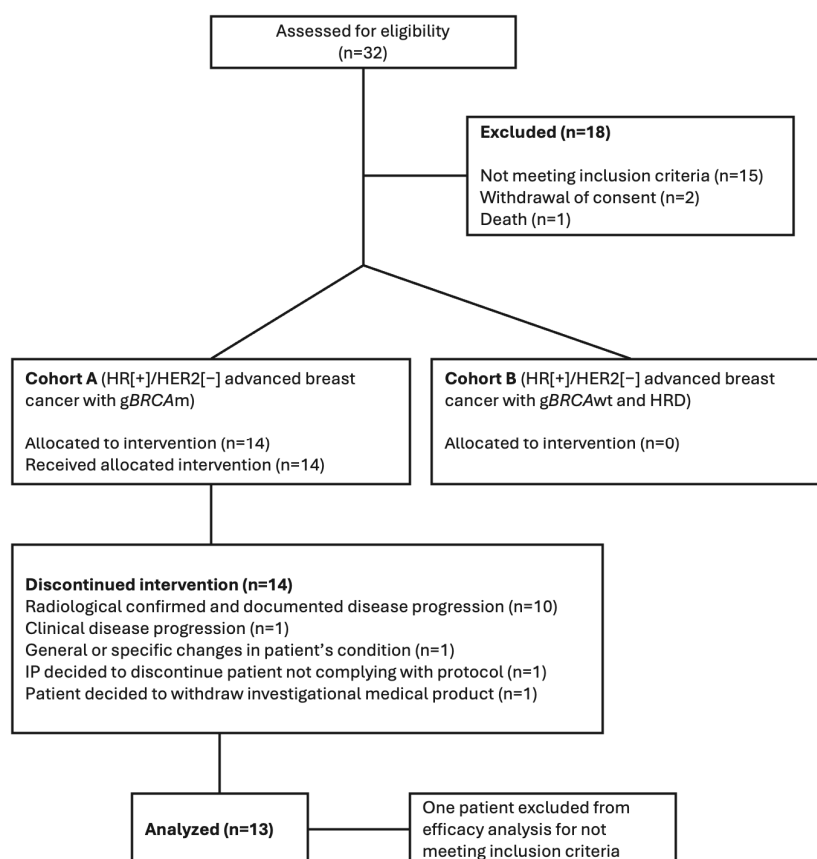 Assessed for eligibility
(n=32)
Excluded (n=18)
Not meeting inclusion criteria (n=15)
Withdrawal of consent (n=2)
Death (n=1)
Cohort A (HR[+]/HER2[−] advanced breast
cancer with gBRCAm)
Allocated to intervention (n=14)
Received allocated intervention (n=14)
Cohort B (HR[+]/HER2[−] advanced breast
cancer with gBRCAwt and HRD)
Allocated to intervention (n=0)
Discontinued intervention (n=14)
Radiological confirmed and documented disease progression (n=10)
Clinical disease progression (n=1)
General or specific changes in patient’s condition (n=1)
IP decided to discontinue patient not complying with protocol (n=1)
Patient decided to withdraw investigational medical product (n=1)
Analyzed (n=13)
One patient excluded from
efficacy analysis for not
meeting inclusion criteria